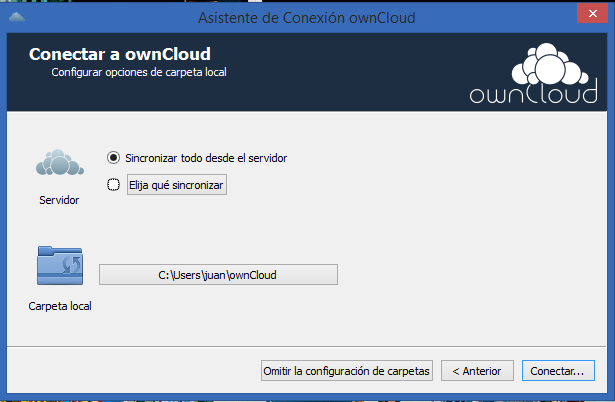 Asistente de Conexión ownCloud
Conectar a ownCloud
Configurar opciones de carpeta local
ownCloud
Sincronizar todo desde el servidor
Elija qué sincronizar
Servidor
C:\Users\juan\ownCloud
Carpeta local
Omitir la configuración de carpetas
< Anterior
Conectar...